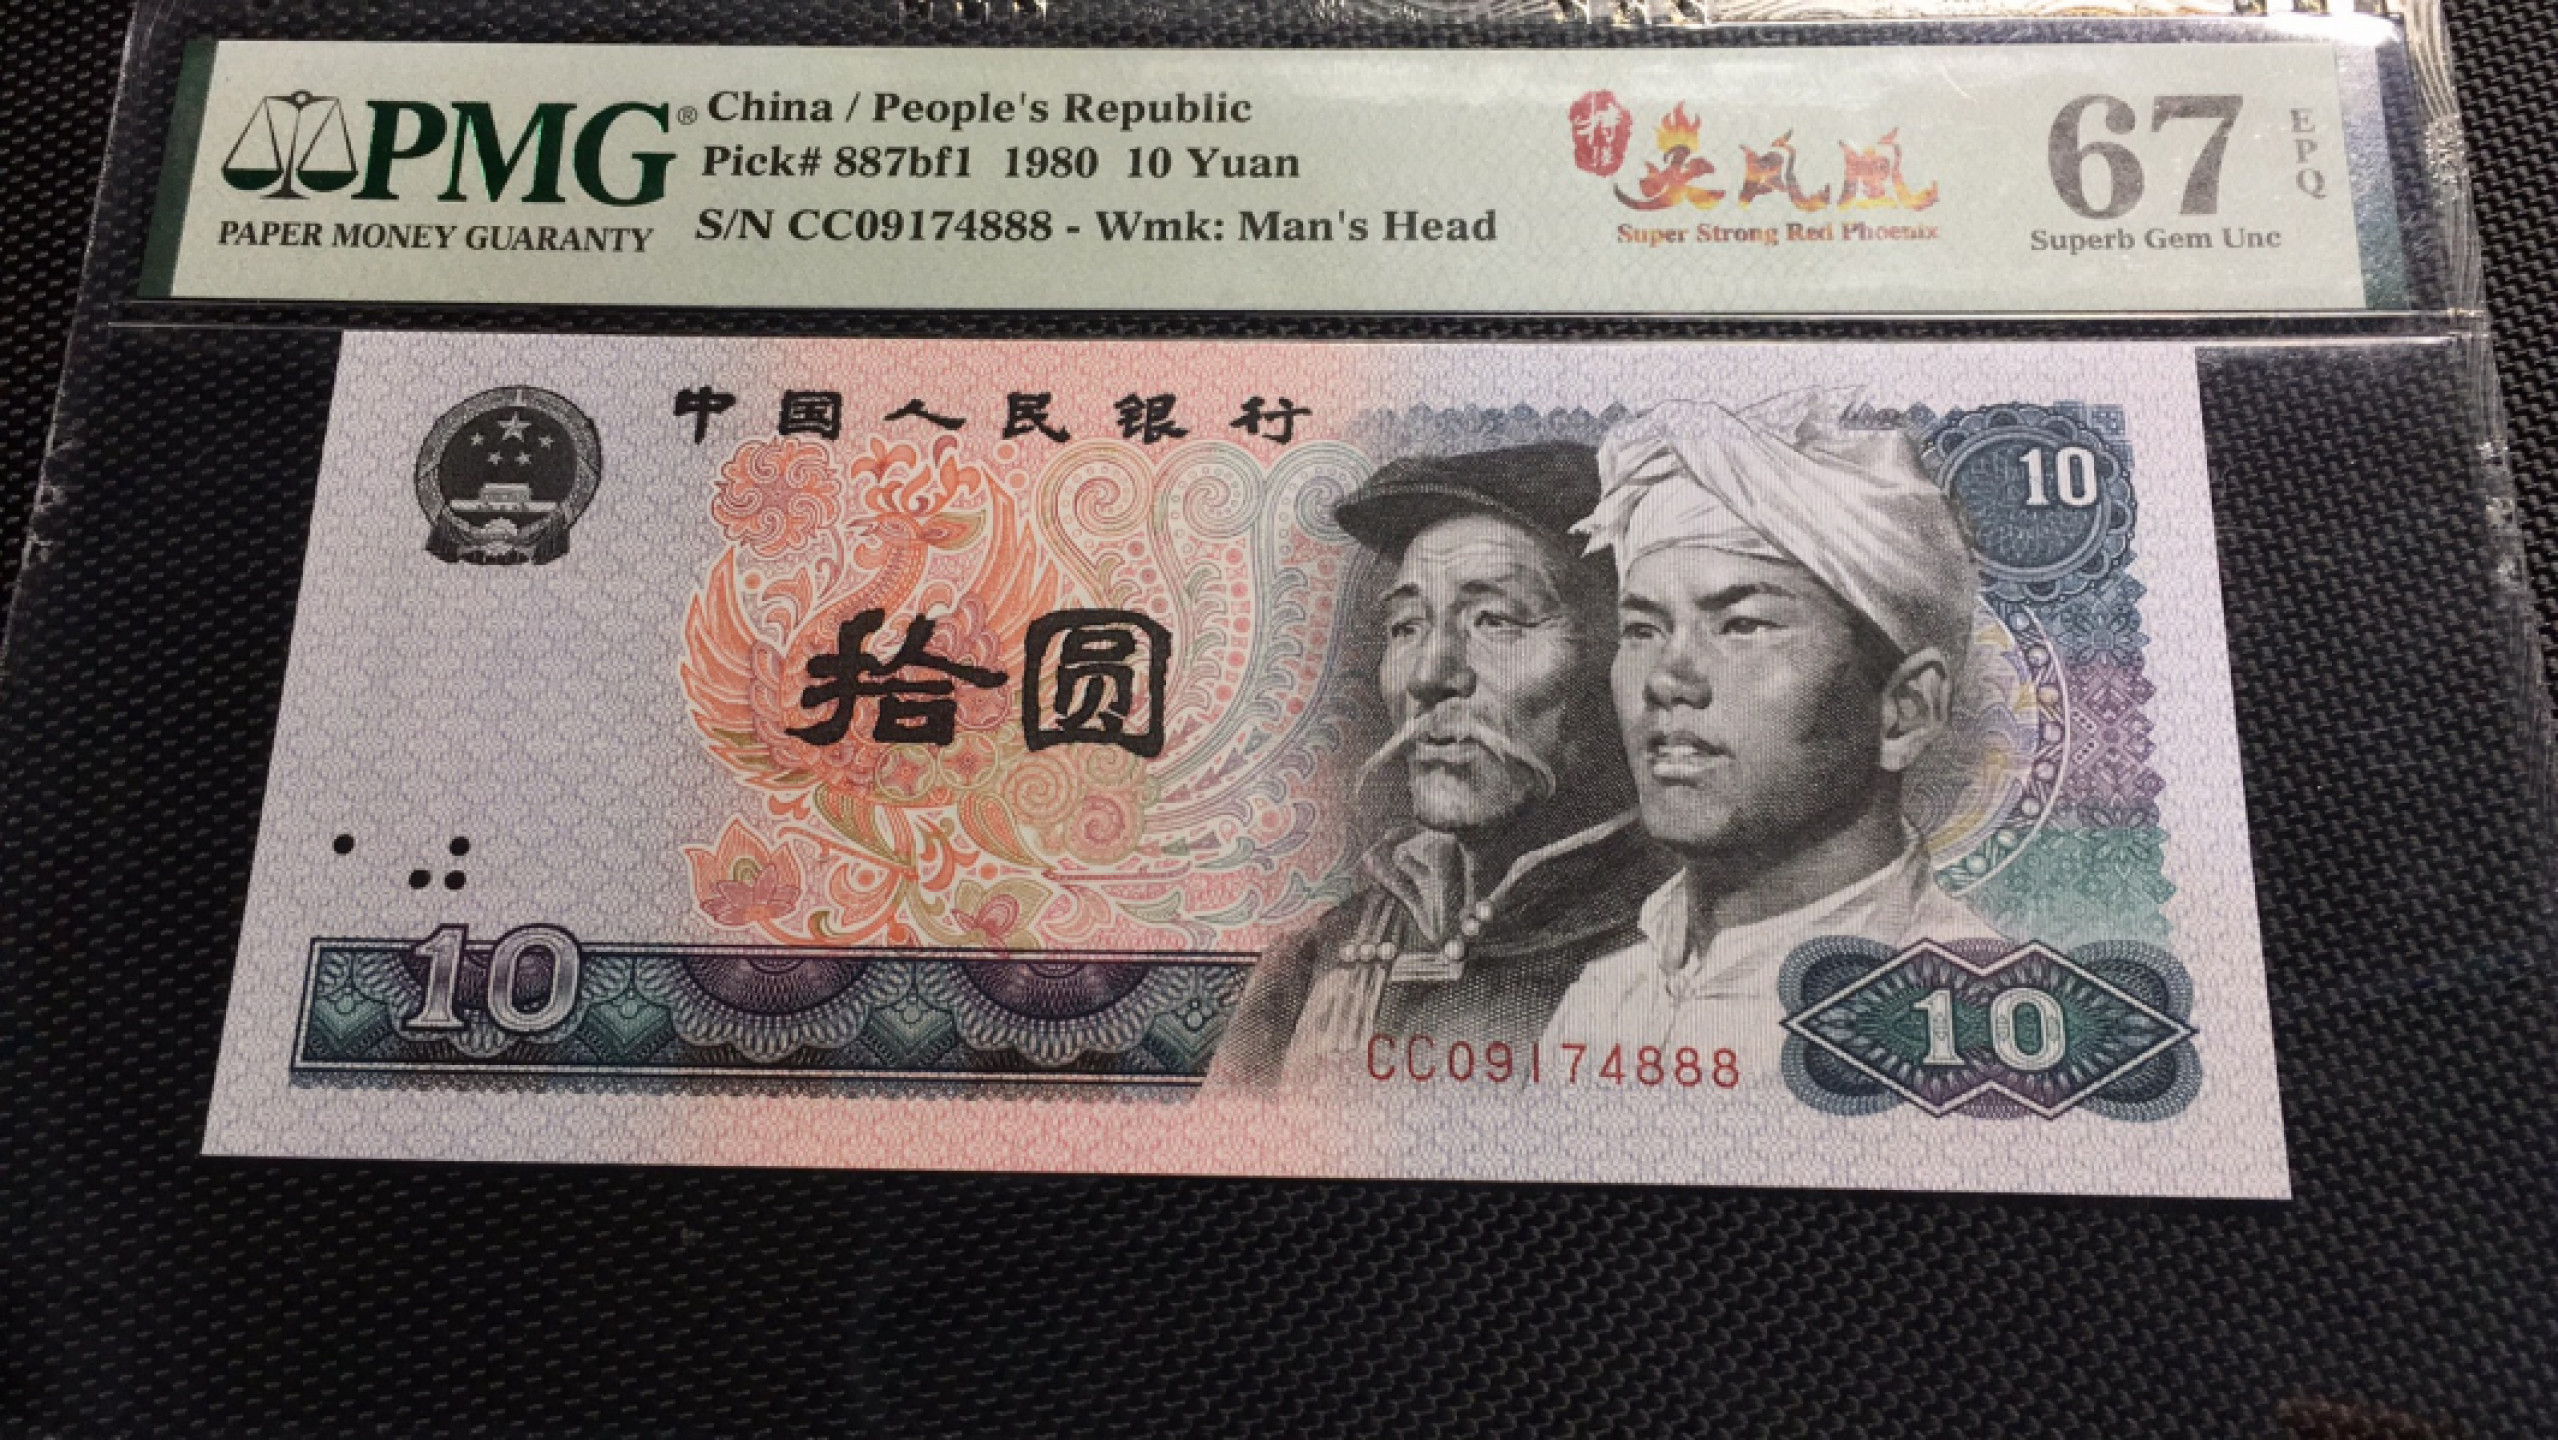 PMG®
PAPER MONEY GUARANTY
China / People's Republic
Pick# 887bf1 1980 10 Yuan
S/N CC09174888 - Wmk: Man's Head
火凤凰
Super Strong Red Phoenix
67
EPQ
Superb Gem Unc
中国人民银行
10
拾圆
10
CC09174888
10